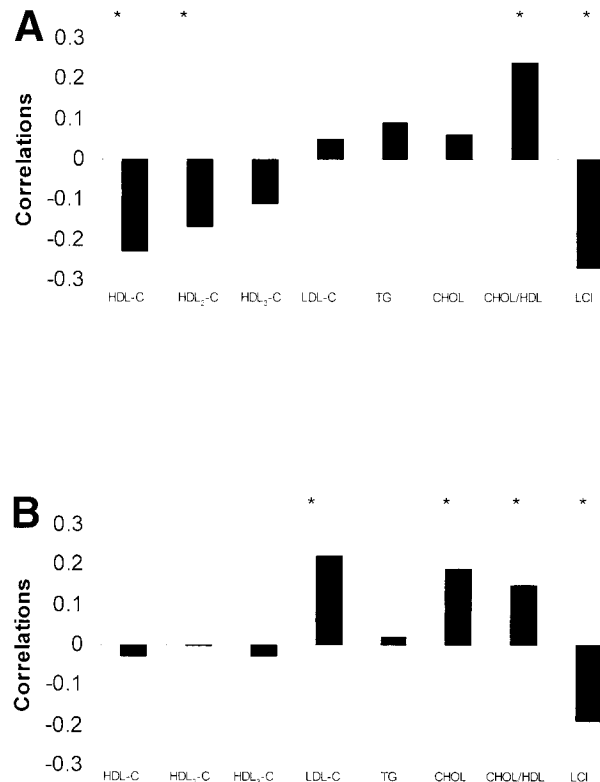 A
* * * *
Correlations
0.3
0.2
0.1
0
-0.1
-0.2
-0.3
HDL-C HDL₂-C HDL₃-C LDL-C TG CHOL CHOL/HDL LCI
B
* * * *
Correlations
0.3
0.2
0.1
0
-0.1
-0.2
-0.3
HDL-C HDL₂-C HDL₃-C LDL-C TG CHOL CHOL/HDL LCI